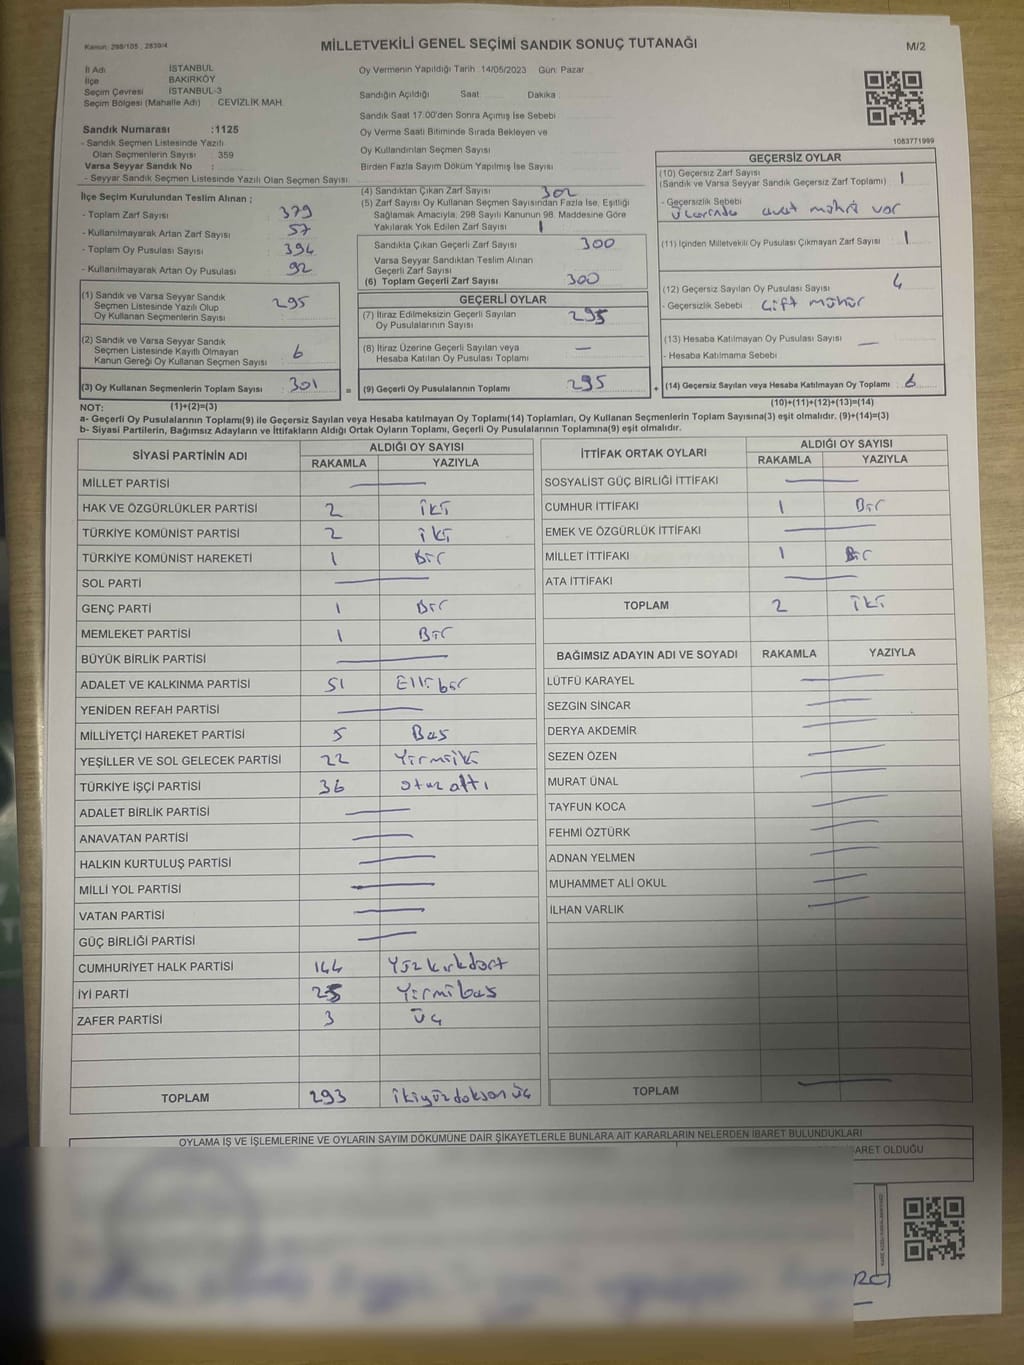 Kanun: 298/105 , 2839/4
MİLLETVEKİLİ GENEL SEÇİMİ SANDIK SONUÇ TUTANAĞI
M/2
İl Adı İSTANBUL
İlçe BAKIRKÖY
Seçim Çevresi İSTANBUL-3
Seçim Bölgesi (Mahalle Adı) CEVİZLİK MAH.
Sandık Numarası :1125
- Sandık Seçmen Listesinde Yazılı
Olan Seçmenlerin Sayısı : 359
Varsa Seyyar Sandık No :
- Seyyar Sandık Seçmen Listesinde Yazılı Olan Seçmen Sayısı
Oy Vermenin Yapıldığı Tarih : 14/05/2023 Gün: Pazar
Sandığın Açıldığı Saat Dakika
Sandık Saat 17.00'den Sonra Açımış İse Sebebi
Oy Verme Saati Bitiminde Sırada Bekleyen ve
Oy Kullandırılan Seçmen Sayısı
Birden Fazla Sayım Döküm Yapılmış İse Sayısı
1083771999
İlçe Seçim Kurulundan Teslim Alınan ;
- Toplam Zarf Sayısı 379
- Kullanılmayarak Artan Zarf Sayısı 57
- Toplam Oy Pusulası Sayısı 394
- Kullanılmayarak Artan Oy Pusulası 92
(1) Sandık ve Varsa Seyyar Sandık
Seçmen Listesinde Yazılı Olup
Oy Kullanan Seçmenlerin Sayısı 295
(2) Sandık ve Varsa Seyyar Sandık
Seçmen Listesinde Kayıtlı Olmayan
Kanun Gereği Oy Kullanan Seçmen Sayısı 6
(3) Oy Kullanan Seçmenlerin Toplam Sayısı 301
(4) Sandıktan Çıkan Zarf Sayısı 302
(5) Zarf Sayısı Oy Kullanan Seçmen Sayısından Fazla İse, Eşitliği
Sağlamak Amacıyla; 298 Sayılı Kanunun 98. Maddesine Göre
Yakılarak Yok Edilen Zarf Sayısı 1
Sandıkta Çıkan Geçerli Zarf Sayısı 300
Varsa Seyyar Sandıktan Teslim Alınan
Geçerli Zarf Sayısı
(6) Toplam Geçerli Zarf Sayısı 300
GEÇERLİ OYLAR
(7) İtiraz Edilmeksizin Geçerli Sayılan
Oy Pusulalarının Sayısı 295
(8) İtiraz Üzerine Geçerli Sayılan veya
Hesaba Katılan Oy Pusulası Toplamı —
= (9) Geçerli Oy Pusulalarının Toplamı 295
GEÇERSİZ OYLAR
(10) Geçersiz Zarf Sayısı
(Sandık ve Varsa Seyyar Sandık Geçersiz Zarf Toplamı) 1
- Geçersizlik Sebebi
Üzerinde evet mührü var
(11) İçinden Milletvekili Oy Pusulası Çıkmayan Zarf Sayısı 1
(12) Geçersiz Sayılan Oy Pusulası Sayısı 4
- Geçersizlik Sebebi Çift mühür
(13) Hesaba Katılmayan Oy Pusulası Sayısı —
- Hesaba Katılmama Sebebi
+ (14) Geçersiz Sayılan veya Hesaba Katılmayan Oy Toplamı 6
NOT: (1)+(2)=(3) (10)+(11)+(12)+(13)=(14)
a- Geçerli Oy Pusulalarının Toplamı(9) ile Geçersiz Sayılan veya Hesaba katılmayan Oy Toplamı(14) Toplamları, Oy Kullanan Seçmenlerin Toplam Sayısına(3) eşit olmalıdır. (9)+(14)=(3)
b- Siyasi Partilerin, Bağımsız Adayların ve İttifakların Aldığı Ortak Oyların Toplamı, Geçerli Oy Pusulalarının Toplamına(9) eşit olmalıdır.
SİYASİ PARTİNİN ADI ALDIĞI OY SAYISI
RAKAMLA YAZIYLA
MİLLET PARTİSİ —
HAK VE ÖZGÜRLÜKLER PARTİSİ 2 iki
TÜRKİYE KOMÜNİST PARTİSİ 2 iki
TÜRKİYE KOMÜNİST HAREKETİ 1 Bir
SOL PARTİ —
GENÇ PARTİ 1 Bir
MEMLEKET PARTİSİ 1 Bir
BÜYÜK BİRLİK PARTİSİ —
ADALET VE KALKINMA PARTİSİ 51 Ellibir
YENİDEN REFAH PARTİSİ —
MİLLİYETÇİ HAREKET PARTİSİ 5 Beş
YEŞİLLER VE SOL GELECEK PARTİSİ 22 Yirmiiki
TÜRKİYE İŞÇİ PARTİSİ 36 otuz altı
ADALET BİRLİK PARTİSİ —
ANAVATAN PARTİSİ —
HALKIN KURTULUŞ PARTİSİ —
MİLLİ YOL PARTİSİ —
VATAN PARTİSİ —
GÜÇ BİRLİĞİ PARTİSİ —
CUMHURİYET HALK PARTİSİ 144 Yüzkırkdört
İYİ PARTİ 25 Yirmibeş
ZAFER PARTİSİ 3 Üç
TOPLAM 293 ikiyüzdoksan üç
İTTİFAK ORTAK OYLARI ALDIĞI OY SAYISI
RAKAMLA YAZIYLA
SOSYALİST GÜÇ BİRLİĞİ İTTİFAKI —
CUMHUR İTTİFAKI 1 Bir
EMEK VE ÖZGÜRLÜK İTTİFAKI —
MİLLET İTTİFAKI 1 Bir
ATA İTTİFAKI —
TOPLAM 2 iki
BAĞIMSIZ ADAYIN ADI VE SOYADI RAKAMLA YAZIYLA
LÜTFÜ KARAYEL —
SEZGİN SİNCAR —
DERYA AKDEMİR —
SEZEN ÖZEN —
MURAT ÜNAL —
TAYFUN KOCA —
FEHMİ ÖZTÜRK —
ADNAN YELMEN —
MUHAMMET ALİ OKUL —
İLHAN VARLIK —
TOPLAM —
OYLAMA İŞ VE İŞLEMLERİNE VE OYLARIN SAYIM DÖKÜMÜNE DAİR ŞİKAYETLERLE BUNLARA AİT KARARLARIN NELERDEN İBARET BULUNDUKLARI
ARET OLDUĞU